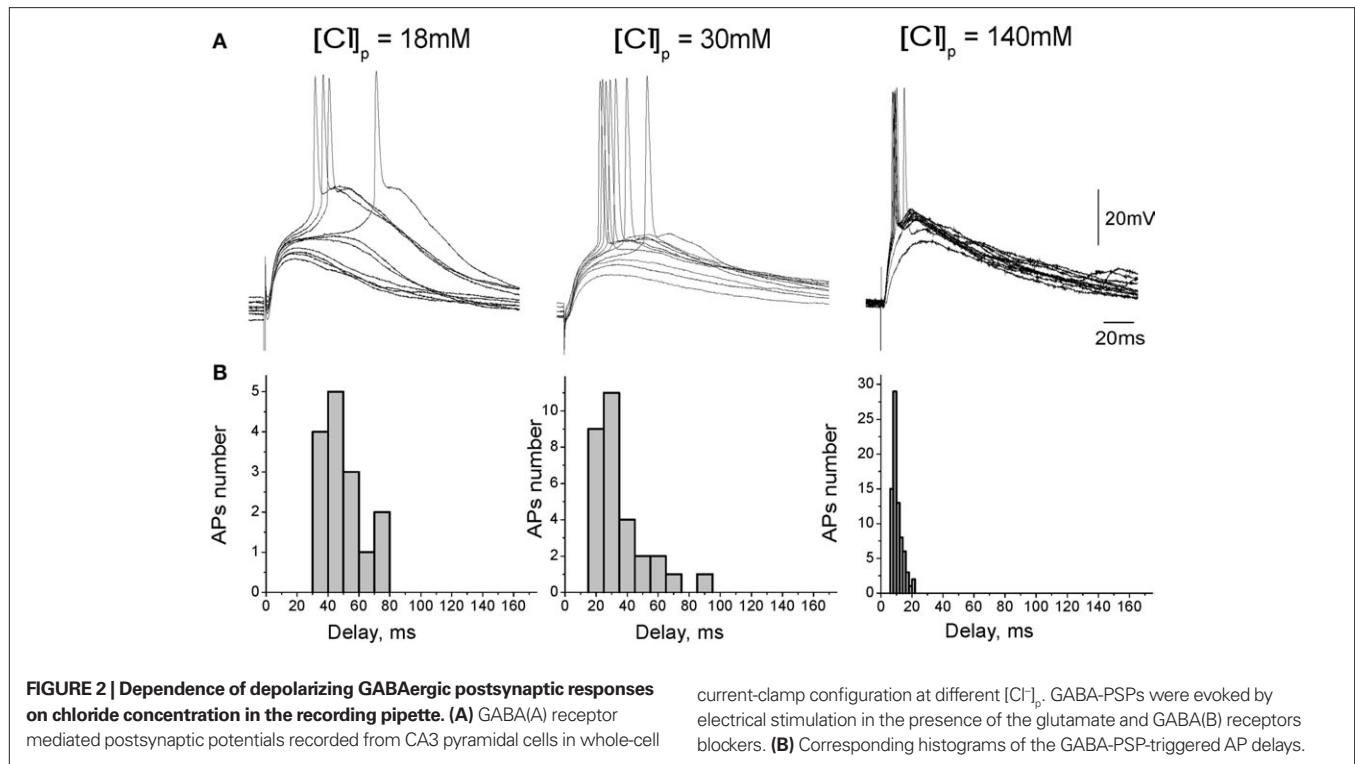 A
[Cl]p = 18mM
[Cl]p = 30mM
[Cl]p = 140mM
20mV
20ms
B
5
4
3
2
1
0
APs number
0 20 40 60 80 100 120 140 160
Delay, ms
10
8
6
4
2
0
APs number
0 20 40 60 80 100 120 140 160
Delay, ms
30
25
20
15
10
5
0
APs number
0 20 40 60 80 100 120 140 160
Delay, ms
FIGURE 2 | Dependence of depolarizing GABAergic postsynaptic responses
on chloride concentration in the recording pipette. (A) GABA(A) receptor
mediated postsynaptic potentials recorded from CA3 pyramidal cells in whole-cell
current-clamp configuration at different [Cl⁻]p. GABA-PSPs were evoked by
electrical stimulation in the presence of the glutamate and GABA(B) receptors
blockers. (B) Corresponding histograms of the GABA-PSP-triggered AP delays.